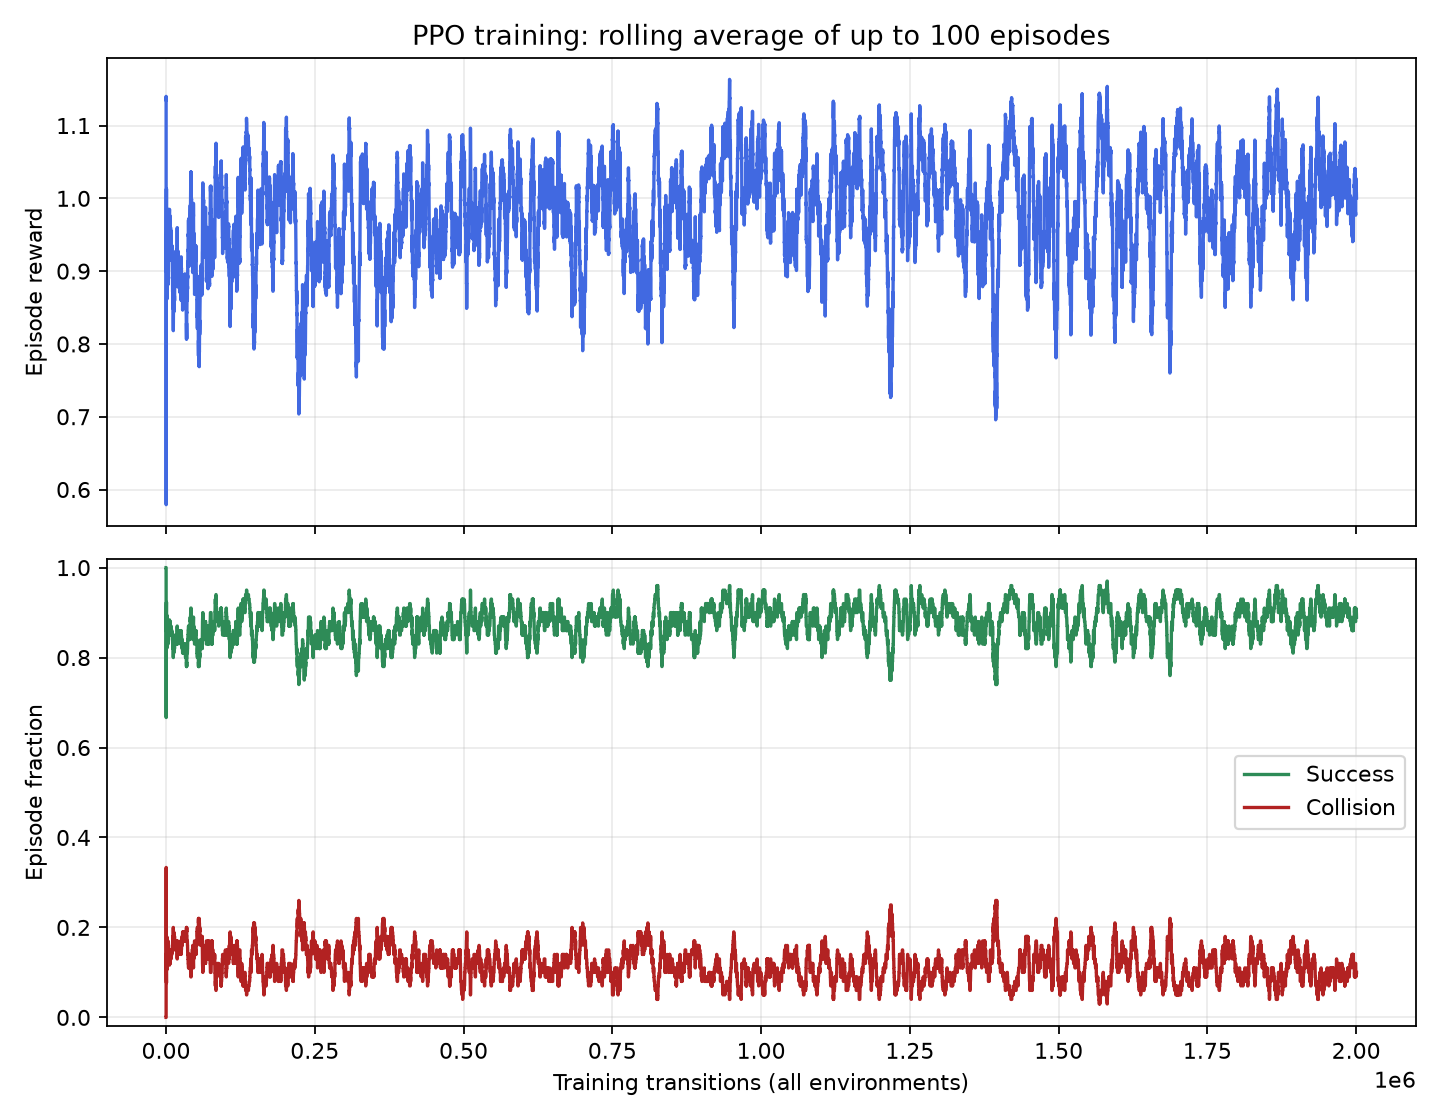 PPO training: rolling average of up to 100 episodes
Episode reward
1.1
1.0
0.9
0.8
0.7
0.6
Episode fraction
1.0
0.8
0.6
0.4
0.2
0.0
Success
Collision
0.00 0.25 0.50 0.75 1.00 1.25 1.50 1.75 2.00
1e6
Training transitions (all environments)